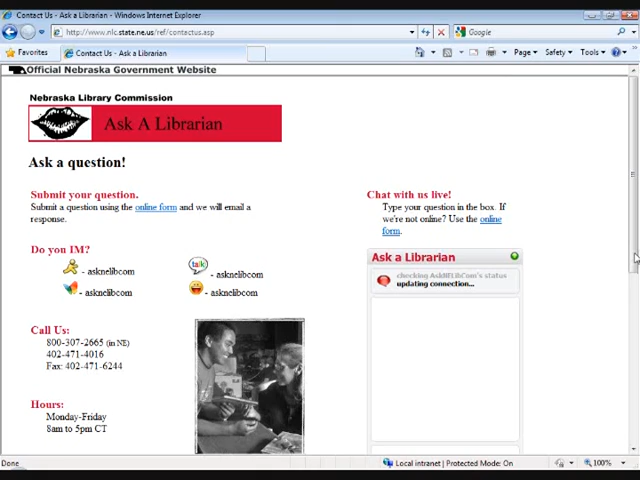 Contact Us - Ask a Librarian - Windows Internet Explorer
http://www.nlc.state.ne.us/ref/contactus.asp
Google
Favorites
Contact Us - Ask a Librarian
Page
Safety
Tools
Official Nebraska Government Website
Nebraska Library Commission
Ask A Librarian
Ask a question!
Submit your question.
Submit a question using the online form and we will email a
response.
Do you IM?
- asknelibcom
talk
- asknelibcom
- asknelibcom
- asknelibcom
Call Us:
800-307-2665 (in NE)
402-471-4016
Fax: 402-471-6244
Hours:
Monday-Friday
8am to 5pm CT
Chat with us live!
Type your question in the box. If
we're not online? Use the online
form.
Ask a Librarian
checking AskNELibCom's status
updating connection...
Done
Local intranet | Protected Mode: On
100%